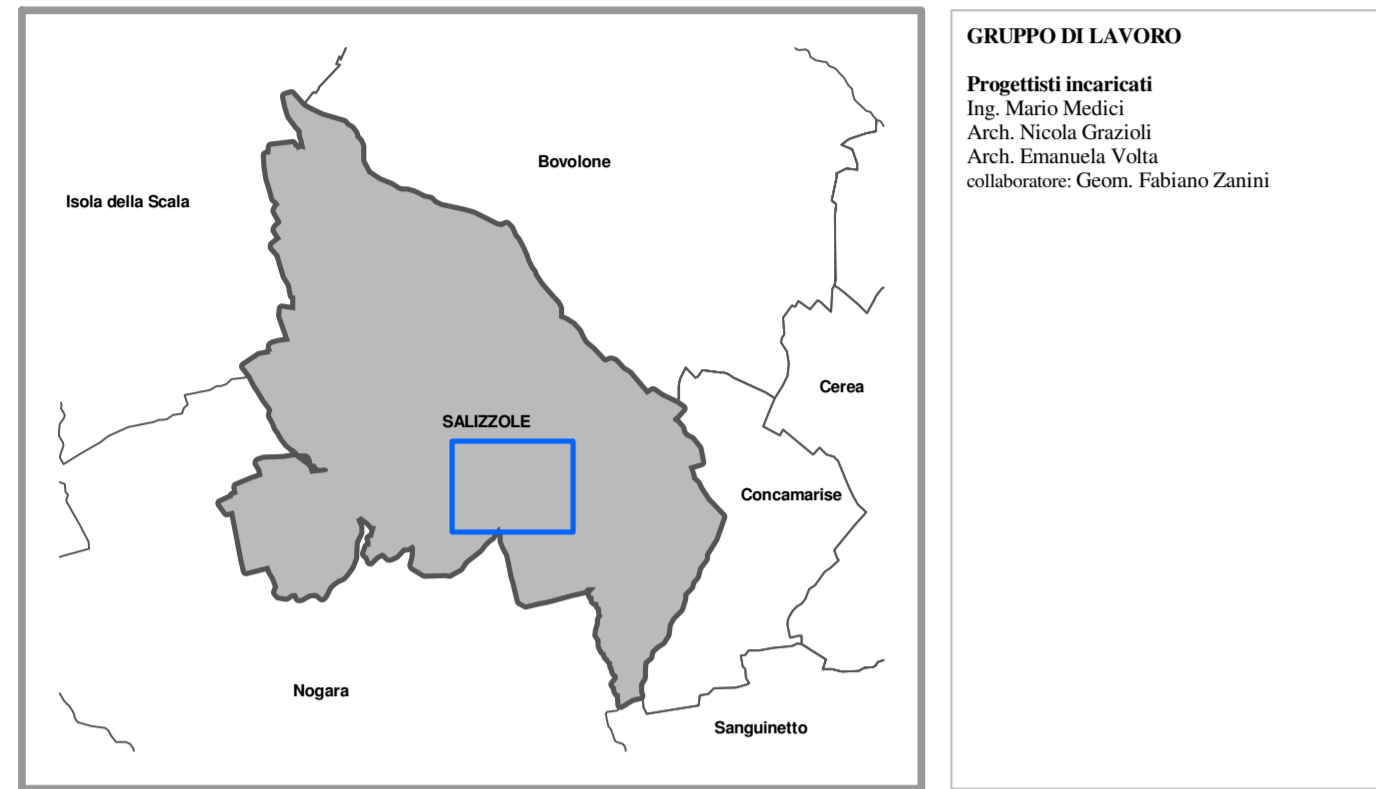 Bovolone
Isola della Scala
Cerea
SALIZZOLE
Concamarise
Nogara
Sanguinetto
GRUPPO DI LAVORO
Progettisti incaricati
Ing. Mario Medici
Arch. Nicola Grazioli
Arch. Emanuela Volta
collaboratore: Geom. Fabiano Zanini